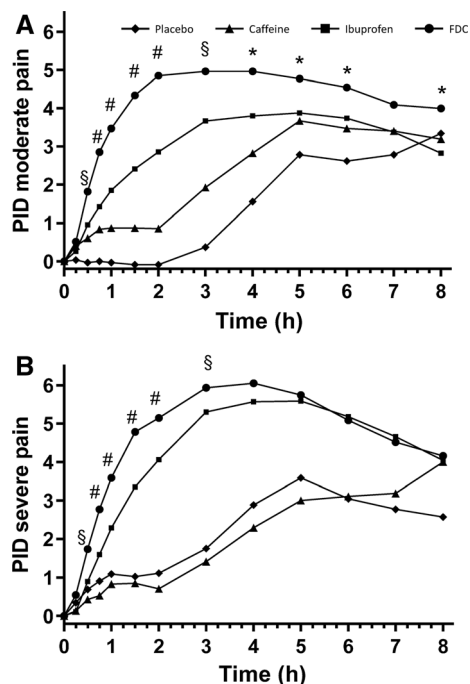 A
Placebo Caffeine Ibuprofen FDC
# # # # § § * * * *
PID moderate pain
6
5
4
3
2
1
0
0 1 2 3 4 5 6 7 8
Time (h)
B
# # # # § §
PID severe pain
6
5
4
3
2
1
0
0 1 2 3 4 5 6 7 8
Time (h)